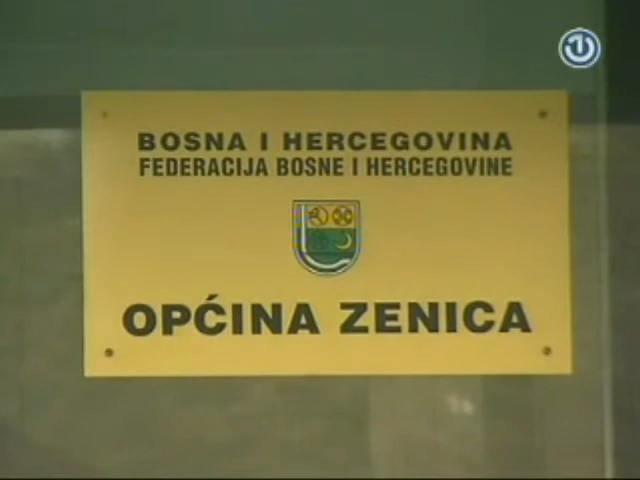 BOSNA I HERCEGOVINA
FEDERACIJA BOSNE I HERCEGOVINE
OPĆINA ZENICA